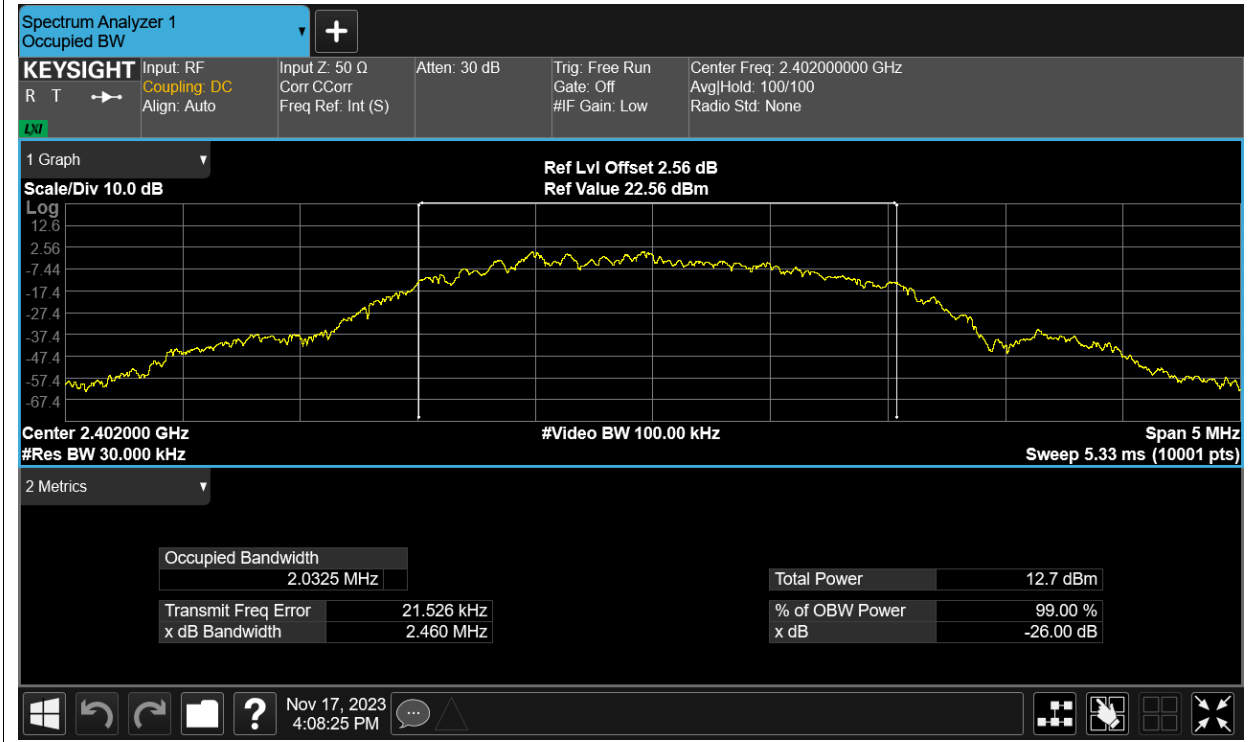 Spectrum Analyzer 1
Occupied BW
+
KEYSIGHT
R T
LXI
Input: RF
Coupling: DC
Align: Auto
Input Z: 50 Ω
Corr CCorr
Freq Ref: Int (S)
Atten: 30 dB
Trig: Free Run
Gate: Off
#IF Gain: Low
Center Freq: 2.402000000 GHz
Avg|Hold: 100/100
Radio Std: None
1 Graph
Scale/Div 10.0 dB
Ref Lvl Offset 2.56 dB
Ref Value 22.56 dBm
Log
12.6
2.56
-7.44
-17.4
-27.4
-37.4
-47.4
-57.4
-67.4
Center 2.402000 GHz
#Video BW 100.00 kHz
Span 5 MHz
#Res BW 30.000 kHz
Sweep 5.33 ms (10001 pts)
2 Metrics
Occupied Bandwidth
2.0325 MHz
Total Power 12.7 dBm
Transmit Freq Error 21.526 kHz
% of OBW Power 99.00 %
x dB Bandwidth 2.460 MHz
x dB -26.00 dB
?
Nov 17, 2023
4:08:25 PM